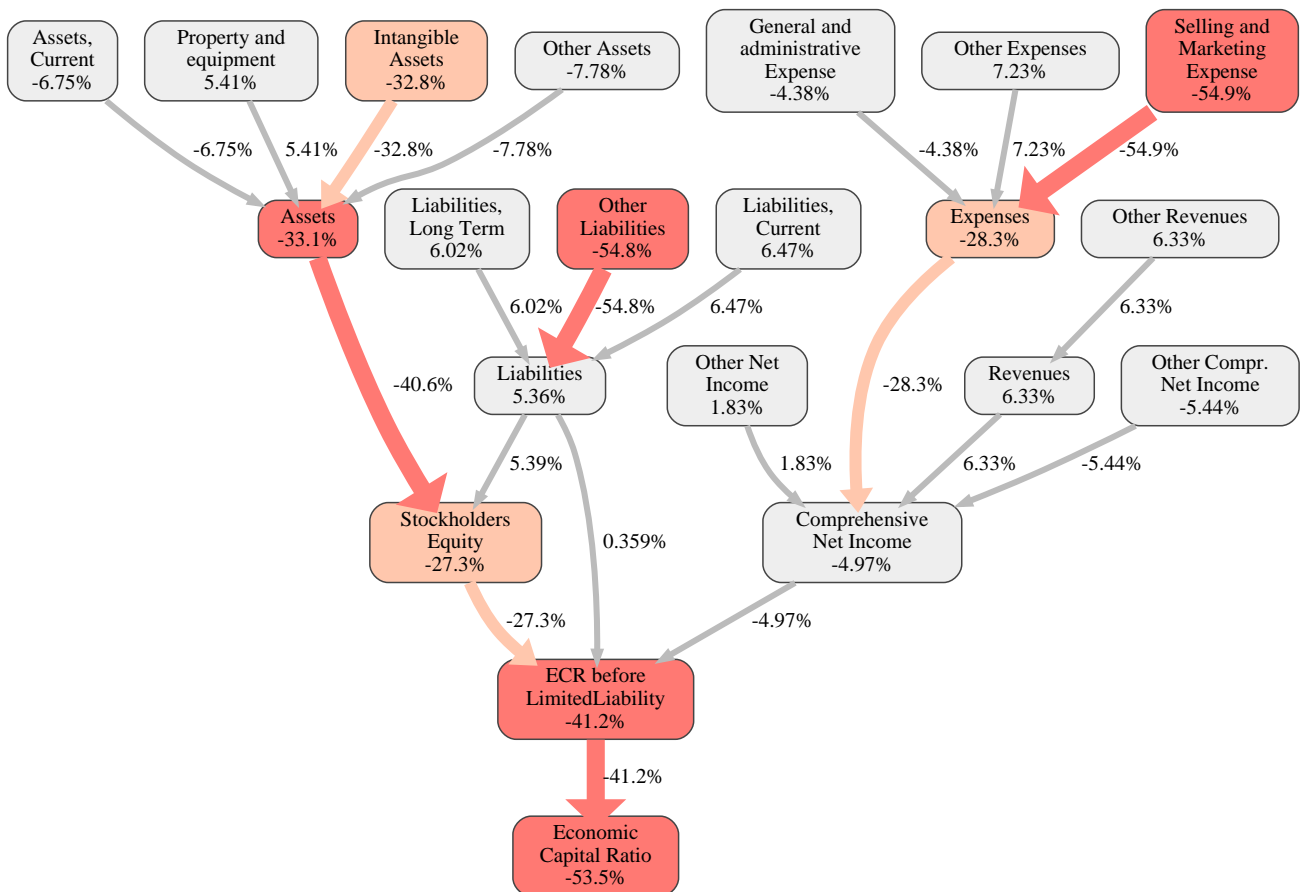 Assets,
Current
-6.75%
Property and
equipment
5.41%
Intangible
Assets
-32.8%
Other Assets
-7.78%
General and
administrative
Expense
-4.38%
Other Expenses
7.23%
Selling and
Marketing
Expense
-54.9%
-6.75%
5.41%
-32.8%
-7.78%
-4.38%
7.23%
-54.9%
Assets
-33.1%
Liabilities,
Long Term
6.02%
Other
Liabilities
-54.8%
Liabilities,
Current
6.47%
Expenses
-28.3%
Other Revenues
6.33%
6.02%
-54.8%
6.47%
6.33%
-40.6%
Liabilities
5.36%
Other Net
Income
1.83%
-28.3%
Revenues
6.33%
Other Compr.
Net Income
-5.44%
5.39%
1.83%
6.33%
-5.44%
Stockholders
Equity
-27.3%
0.359%
Comprehensive
Net Income
-4.97%
-27.3%
-4.97%
ECR before
LimitedLiability
-41.2%
-41.2%
Economic
Capital Ratio
-53.5%